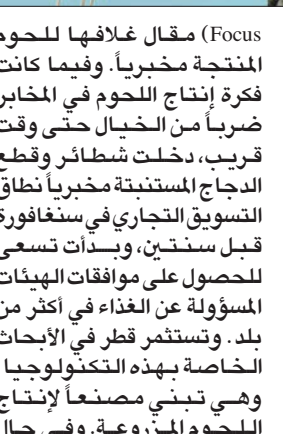 Focus) مقال غلافها للحوم
المنتجة مخبرياً. وفيما كانت
فكرة إنتاج اللحوم في المخابر
ضرباً من الخيال حتى وقت
قريب، دخلت شطائر وقطع
الدجاج المستنبتة مخبرياً نطاق
التسويق التجاري في سنغافورة
قبل سنتين، وبدأت تسعى
للحصول على موافقات الهيئات
المسؤولة عن الغذاء في أكثر من
بلد. وتستثمر قطر في الأبحاث
الخاصة بهذه التكنولوجيا
وهي تبني مصنعاً لإنتاج
اللحوم المزروعة. وفي حال